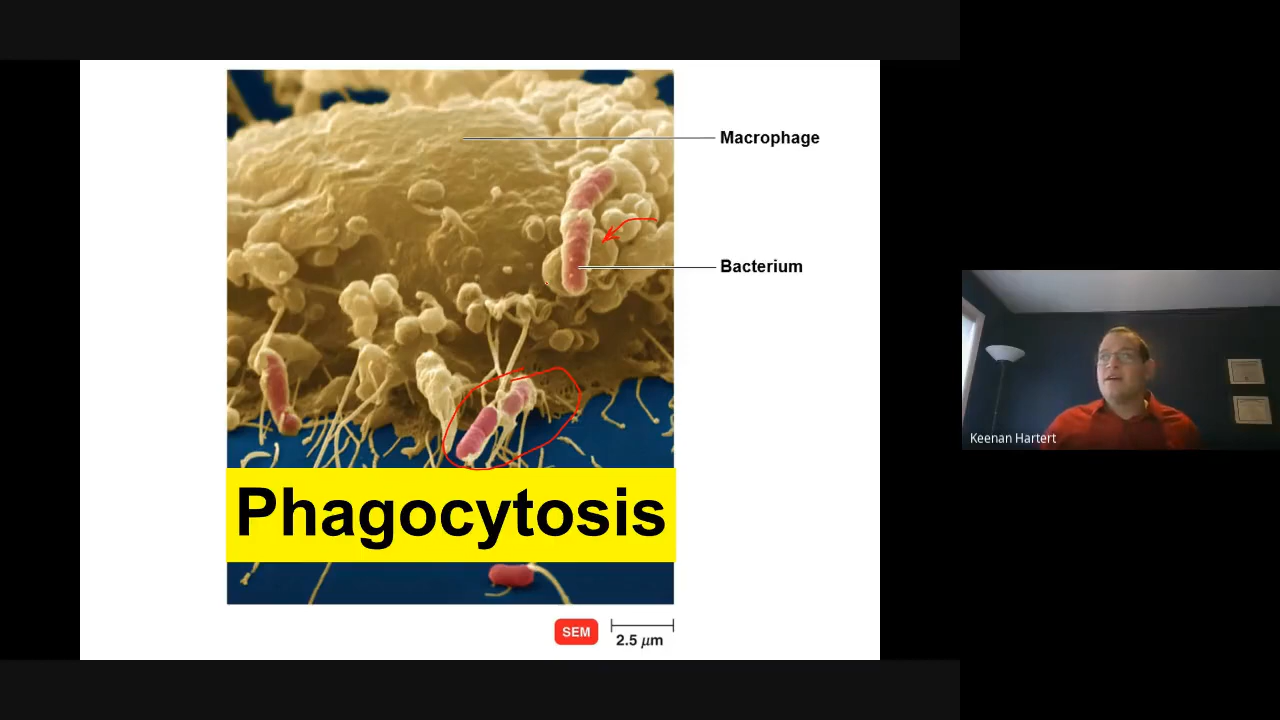 Macrophage
Bacterium
Phagocytosis
SEM
2.5 μm
Keenan Hartert